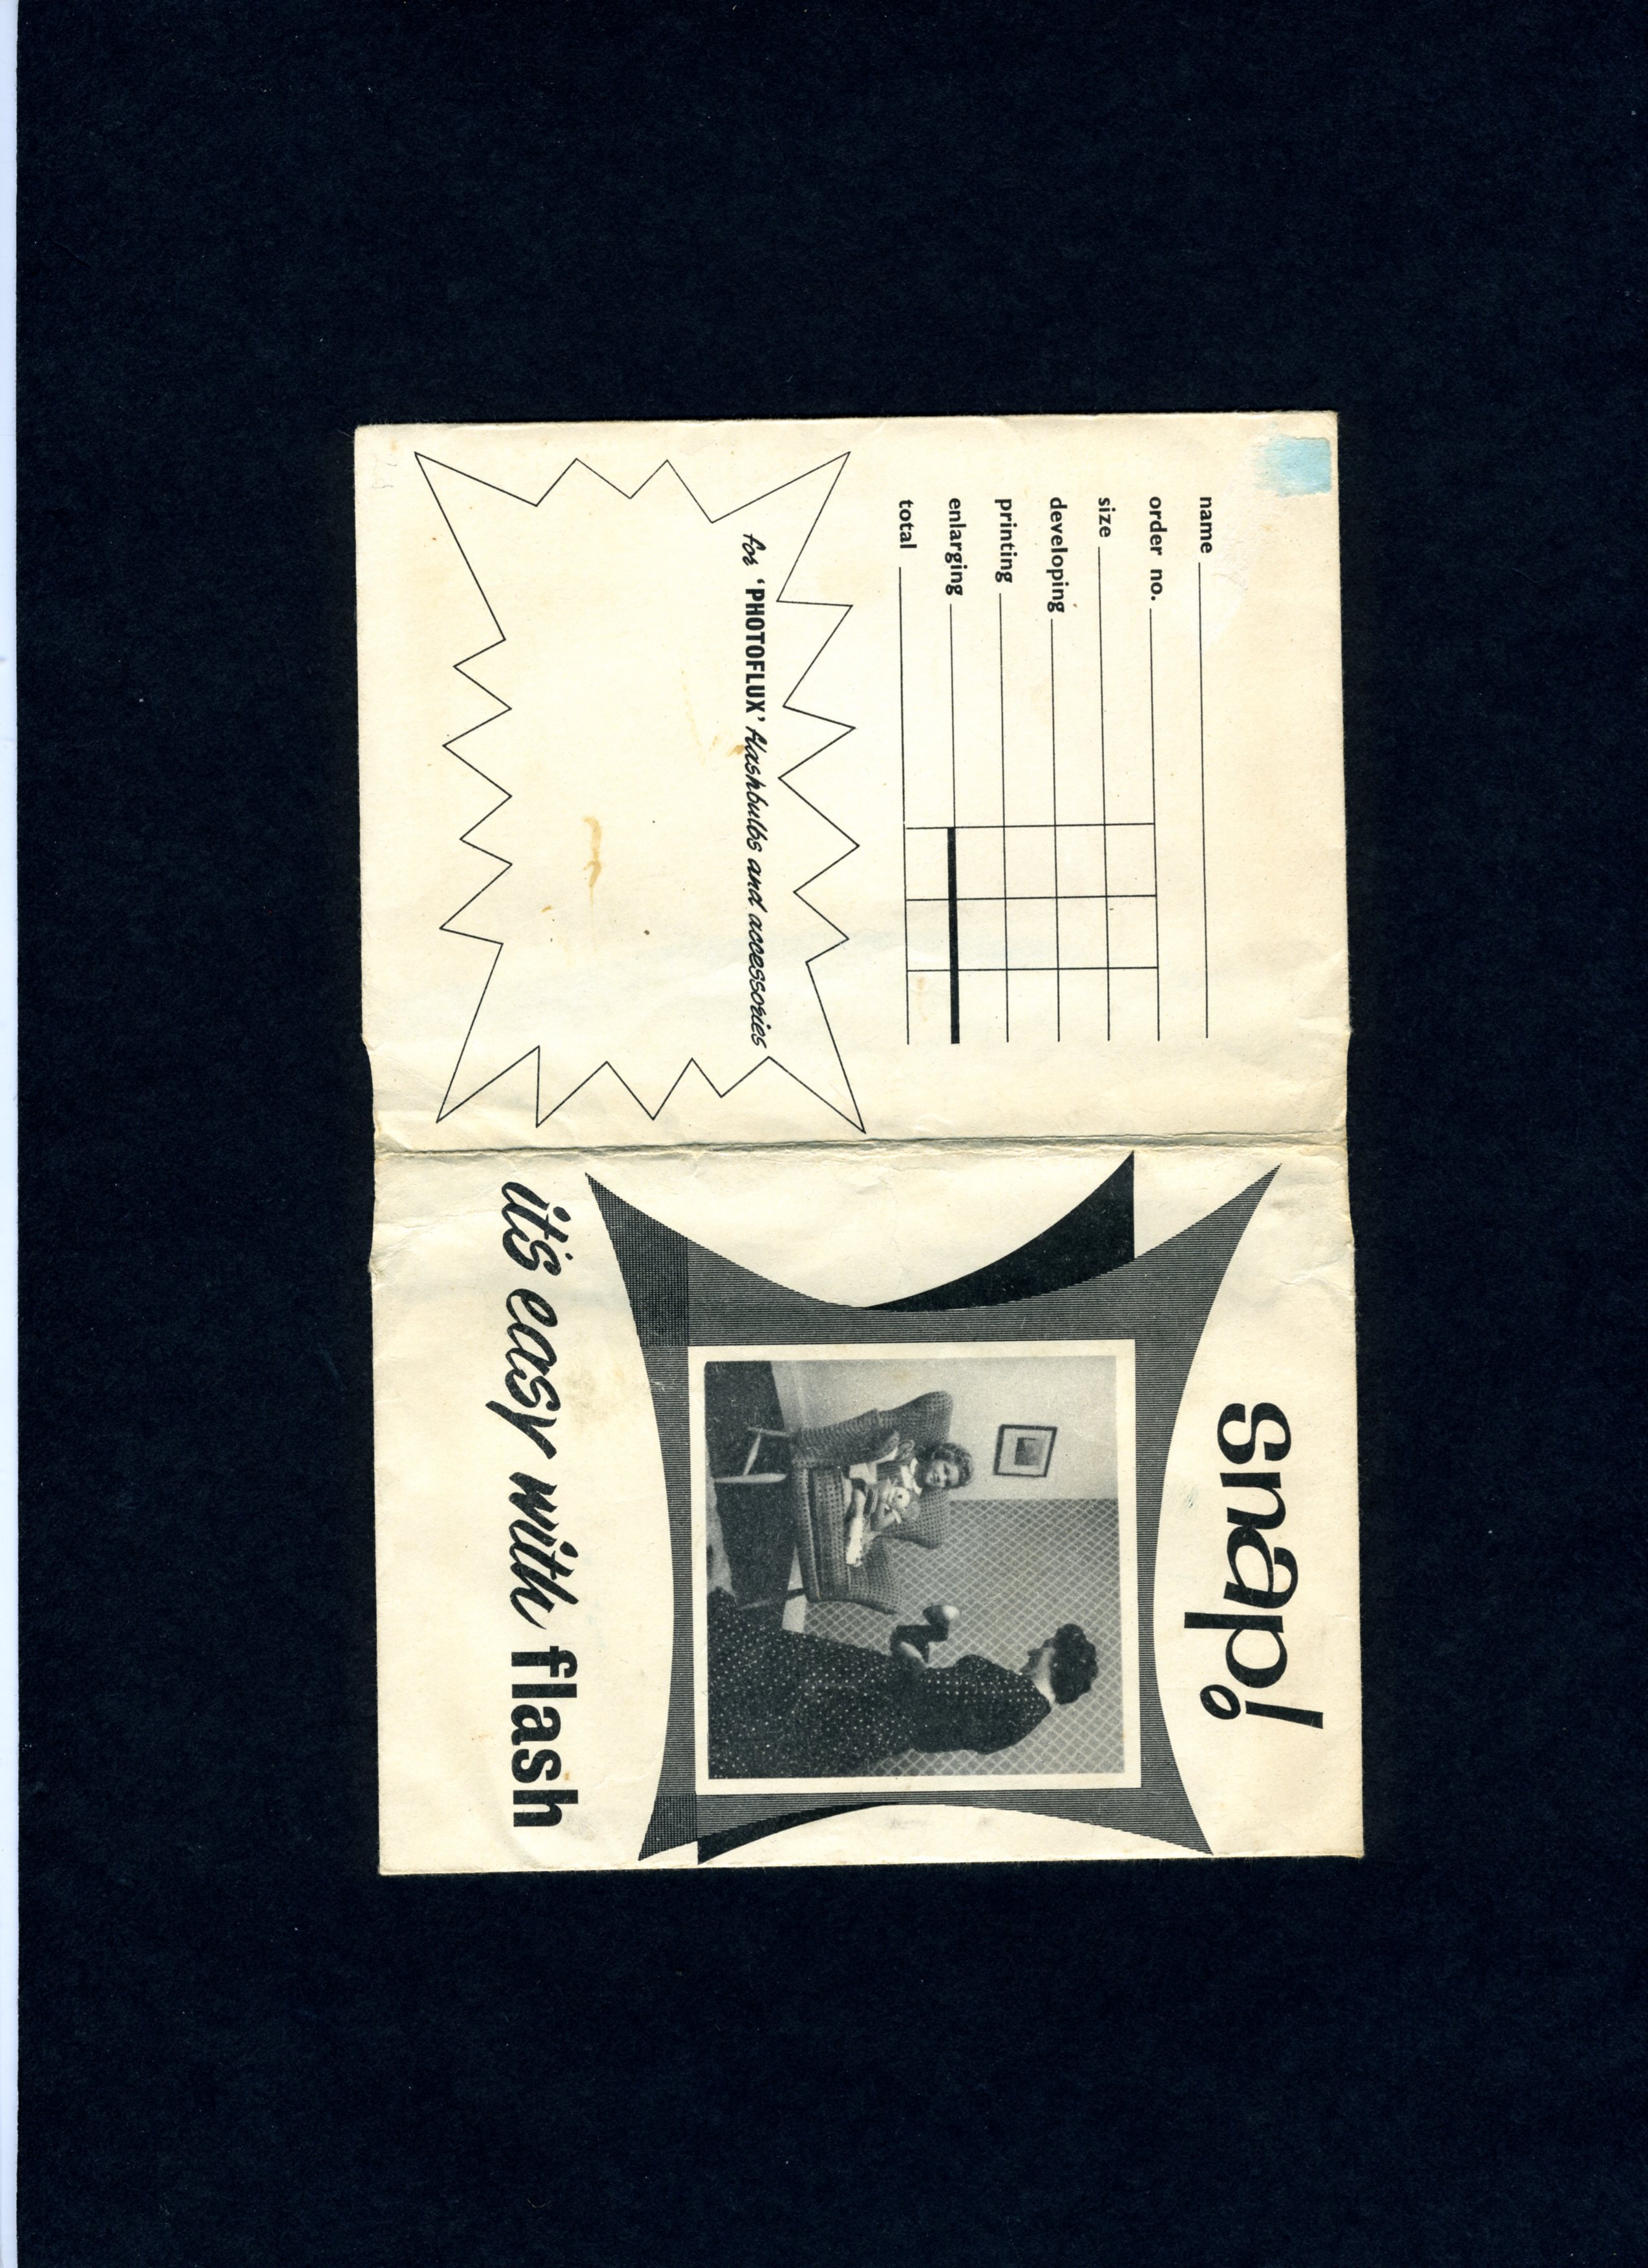 name
order no.
size
developing
printing
enlarging
total
for 'PHOTOFLUX' flashbulbs and accessories
snap!
it's easy with flash